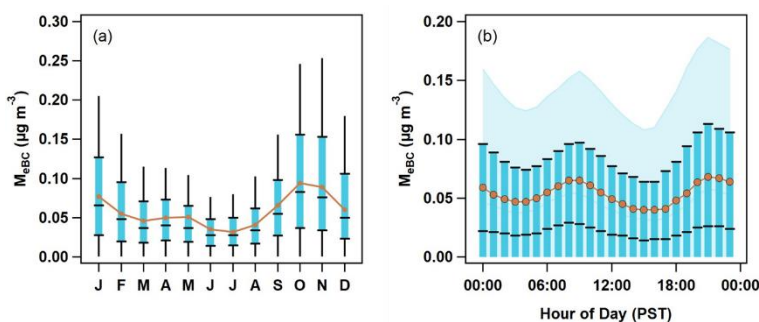 (a)
M_eBC (µg m⁻³)
0.30
0.25
0.20
0.15
0.10
0.05
0.00
J F M A M J J A S O N D
(b)
M_eBC (µg m⁻³)
0.20
0.15
0.10
0.05
0.00
00:00 06:00 12:00 18:00 00:00
Hour of Day (PST)